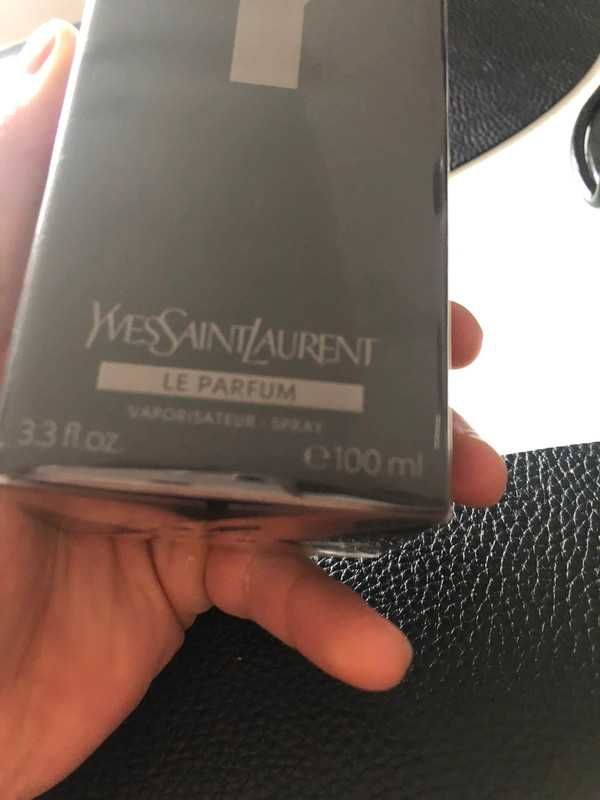 YVESSAINTLAURENT
LE PARFUM
VAPORISATEUR - SPRAY
3.3 fl.oz. ℮100 ml